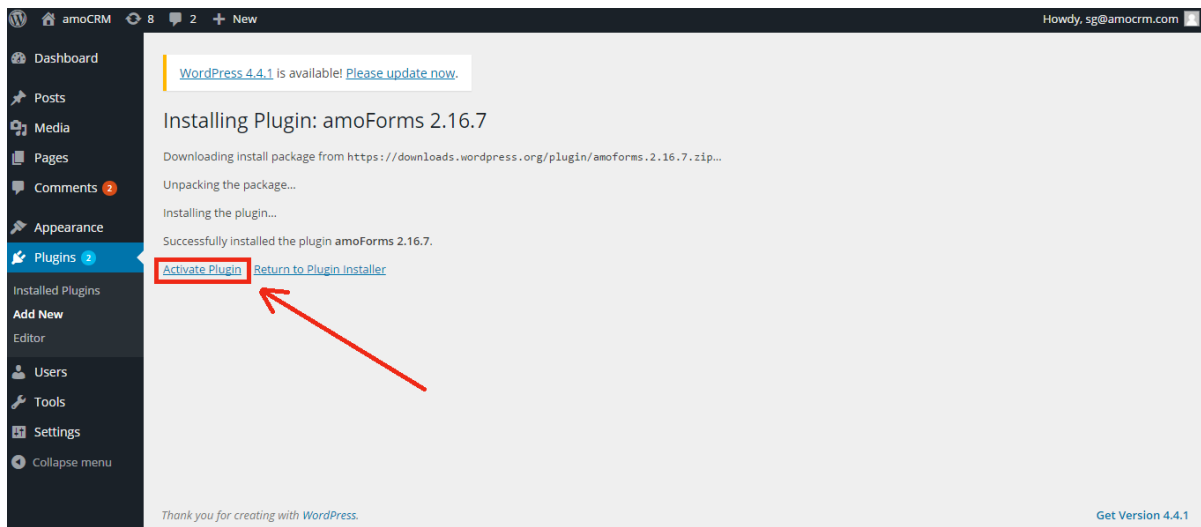 amoCRM 8 2 + New Howdy, sg@amocrm.com
Dashboard
Posts
Media
Pages
Comments 2
Appearance
Plugins 2
Installed Plugins
Add New
Editor
Users
Tools
Settings
Collapse menu
WordPress 4.4.1 is available! Please update now.
Installing Plugin: amoForms 2.16.7
Downloading install package from https://downloads.wordpress.org/plugin/amoforms.2.16.7.zip…
Unpacking the package…
Installing the plugin…
Successfully installed the plugin amoForms 2.16.7.
Activate Plugin Return to Plugin Installer
Thank you for creating with WordPress. Get Version 4.4.1